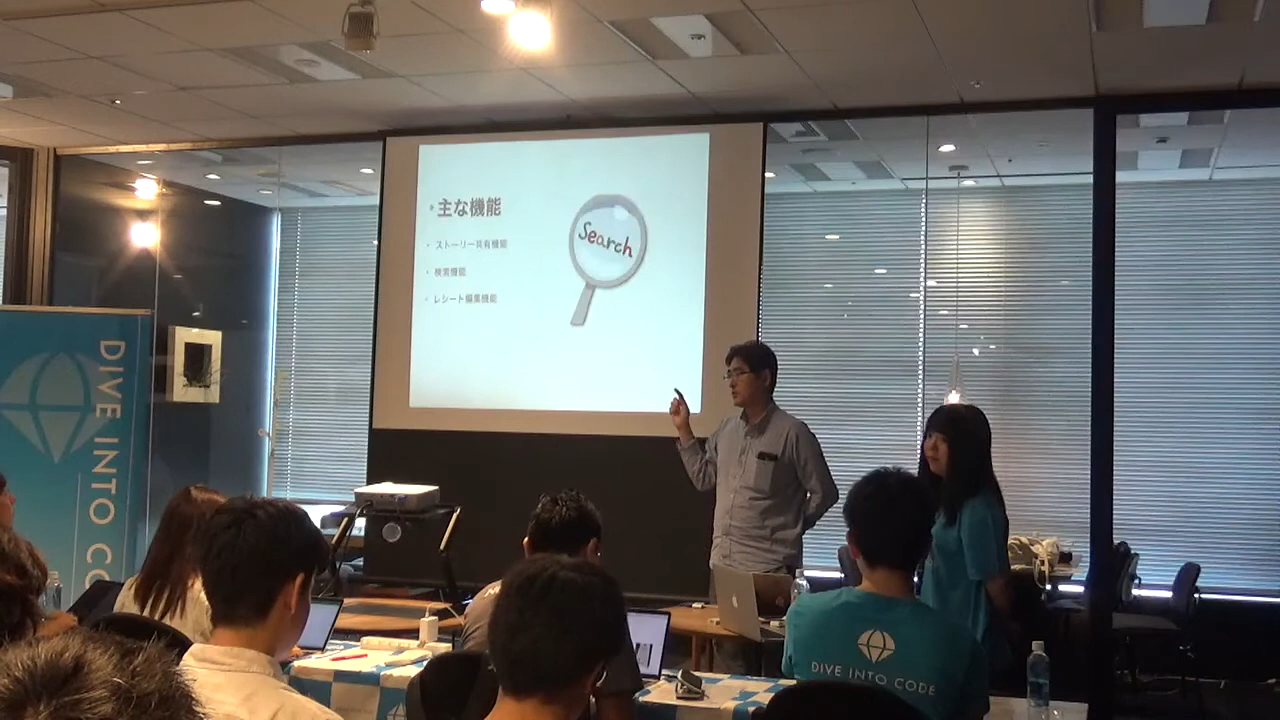 主な機能
ストーリー共有機能
検索機能
レシート編集機能
Search
DIVE INTO CO
DIVE INTO CODE